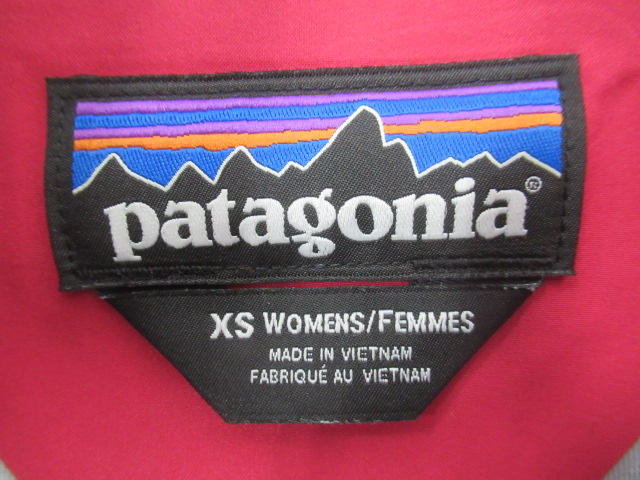 patagonia®
XS WOMENS/FEMMES
MADE IN VIETNAM
FABRIQUÉ AU VIETNAM